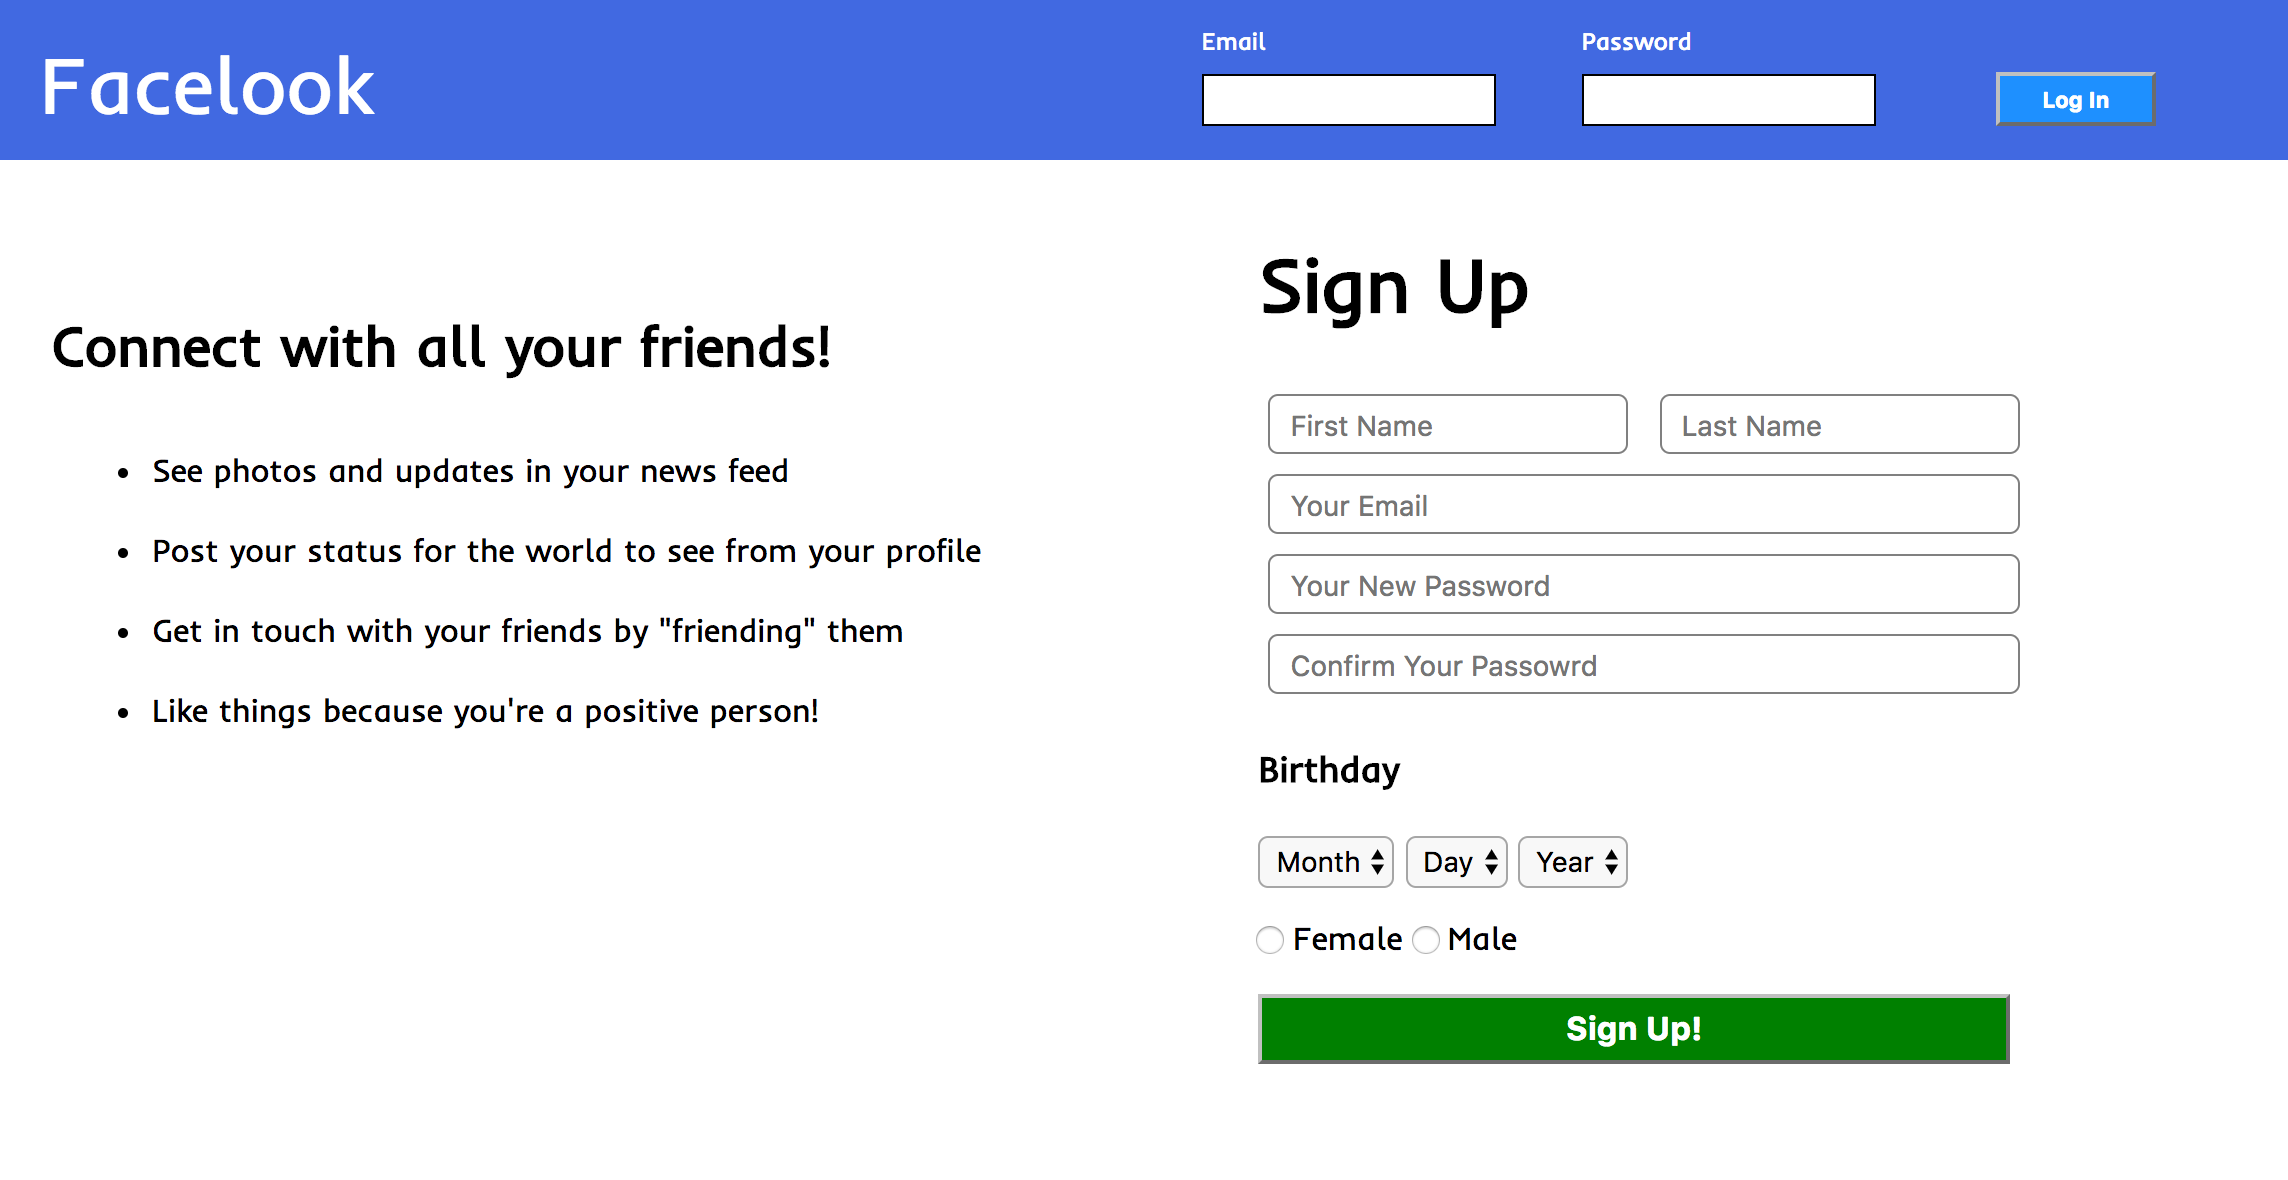 Facelook
Email
Password
Log In
Connect with all your friends!
See photos and updates in your news feed
Post your status for the world to see from your profile
Get in touch with your friends by "friending" them
Like things because you're a positive person!
Sign Up
First Name
Last Name
Your Email
Your New Password
Confirm Your Passowrd
Birthday
Month
Day
Year
Female
Male
Sign Up!